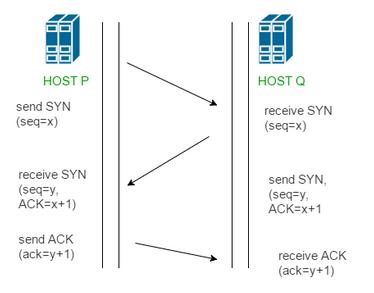 HOST P
HOST Q
send SYN
(seq=x)
receive SYN
(seq=x)
receive SYN
(seq=y,
ACK=x+1)
send SYN,
(seq=y,
ACK=x+1
send ACK
(ack=y+1)
receive ACK
(ack=y+1)